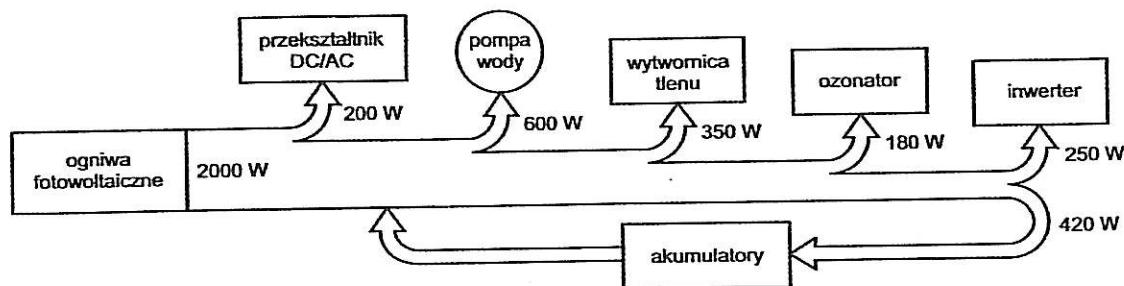 przekształtnik
DC/AC
pompa
wody
wytwornica
tlenu
ozonator
inwerter
200 W
600 W
350 W
180 W
250 W
ogniwa
fotowoltaiczne
2000 W
420 W
akumulatory